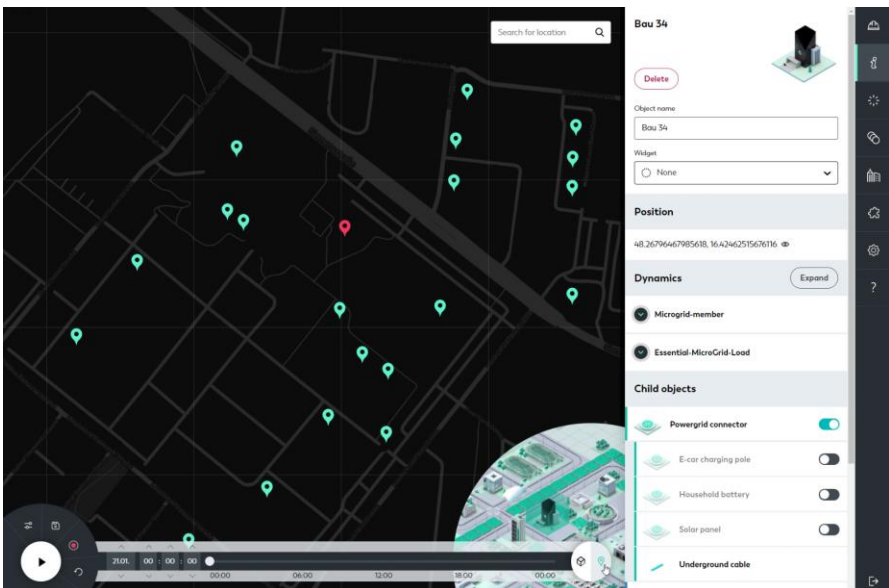 Search for location
Bau 34
Delete
Object name
Bau 34
Widget
None
Position
48.26796467985618, 16.42462515676116
Dynamics
Expand
Microgrid-member
Essential-MicroGrid-Load
Child objects
Powergrid connector
E-car charging pole
Household battery
Solar panel
Underground cable
21.01. 00 : 00 : 00
00:00 06:00 12:00 18:00 00:00
?